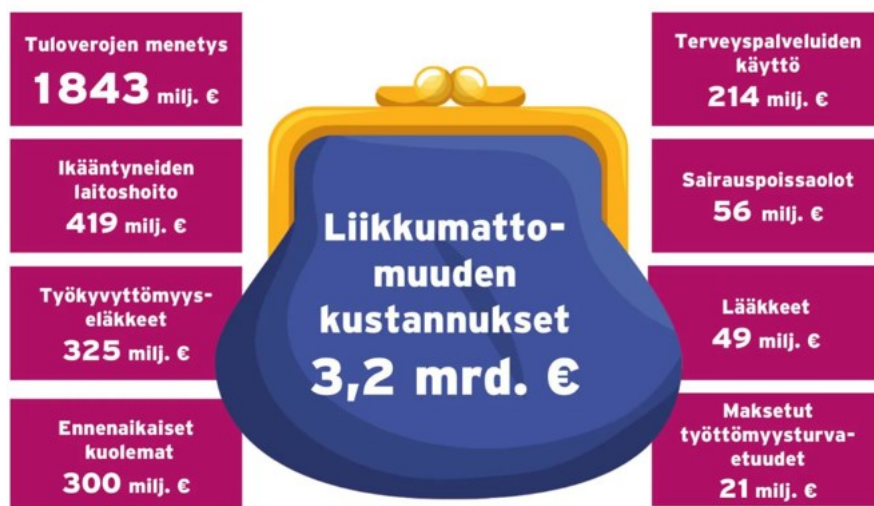 Tuloverojen menetys
1843 milj. €
Ikääntyneiden
laitoshoito
419 milj. €
Työkyvyttömyys-
eläkkeet
325 milj. €
Ennenaikaiset
kuolemat
300 milj. €
Liikkumatto-
muuden
kustannukset
3,2 mrd. €
Terveyspalveluiden
käyttö
214 milj. €
Sairauspoissaolot
56 milj. €
Lääkkeet
49 milj. €
Maksetut
työttömyysturva-
etuudet
21 milj. €